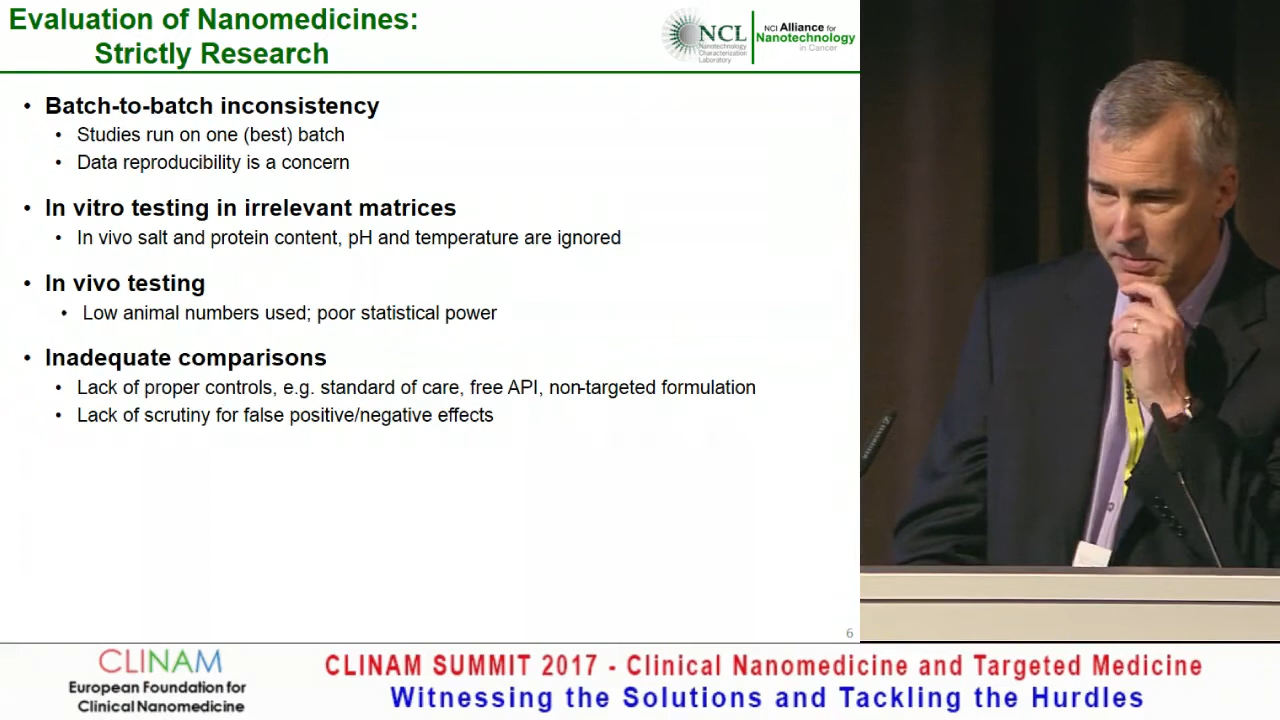 Evaluation of Nanomedicines:
Strictly Research
NCL
Nanotechnology
Characterization
Laboratory
NCI Alliance for
Nanotechnology
in Cancer
• Batch-to-batch inconsistency
• Studies run on one (best) batch
• Data reproducibility is a concern
• In vitro testing in irrelevant matrices
• In vivo salt and protein content, pH and temperature are ignored
• In vivo testing
• Low animal numbers used; poor statistical power
• Inadequate comparisons
• Lack of proper controls, e.g. standard of care, free API, non-targeted formulation
• Lack of scrutiny for false positive/negative effects
6
CLINAM
European Foundation for
Clinical Nanomedicine
CLINAM SUMMIT 2017 - Clinical Nanomedicine and Targeted Medicine
Witnessing the Solutions and Tackling the Hurdles